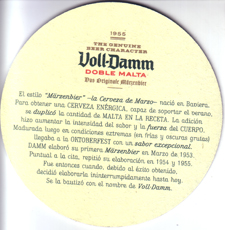 1955
THE GENUINE
BEER CHARACTER
Voll-Damm
DOBLE MALTA
Das Originale Märzenbier
El estilo "Märzenbier" -la Cerveza de Marzo- nació en Baviera.
Para obtener una CERVEZA ENÉRGICA, capaz de soportar el verano,
se duplicó la cantidad de MALTA EN LA RECETA. La edición
hizo aumentar la intensidad del sabor y la fuerza del CUERPO.
Madurada luego en condiciones extremas (en frías y oscuras grutas)
llegaba a la OKTOBERFEST con un sabor excepcional.
DAMM elaboró su primera Märzenbier en Marzo de 1953.
Puntual a la cita, repitió su elaboración en 1954 y 1955.
Fue entonces cuando, debido al éxito obtenido,
decidió elaborarla ininterrumpidamente hasta hoy.
Se la bautizó con el nombre de Voll-Damm.